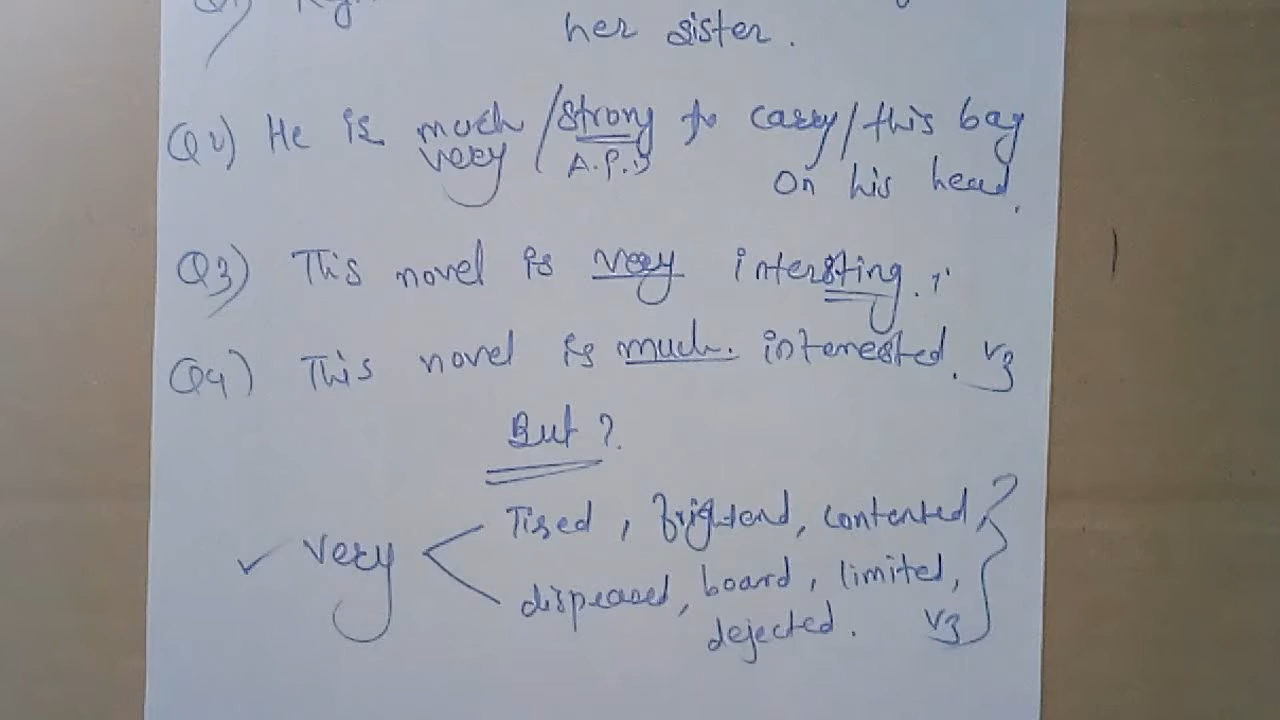 her sister.
Q2) He is much / strong to carry / this bag
very A.P.D
on his head.
Q3) This novel is very intersting.
Q4) This novel is much. interested. V3
But ?
very Tired, frightend, contented,
dispeased, board, limited,
dejected. V3